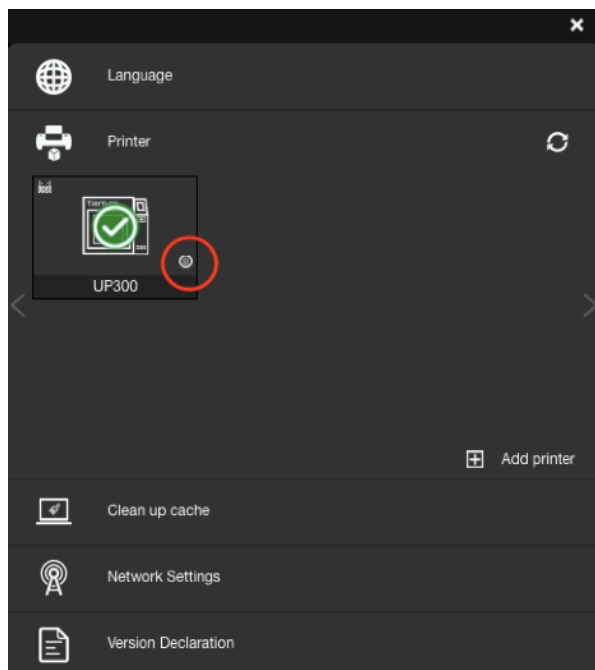 Language
Printer
UP300
Add printer
Clean up cache
Network Settings
Version Declaration